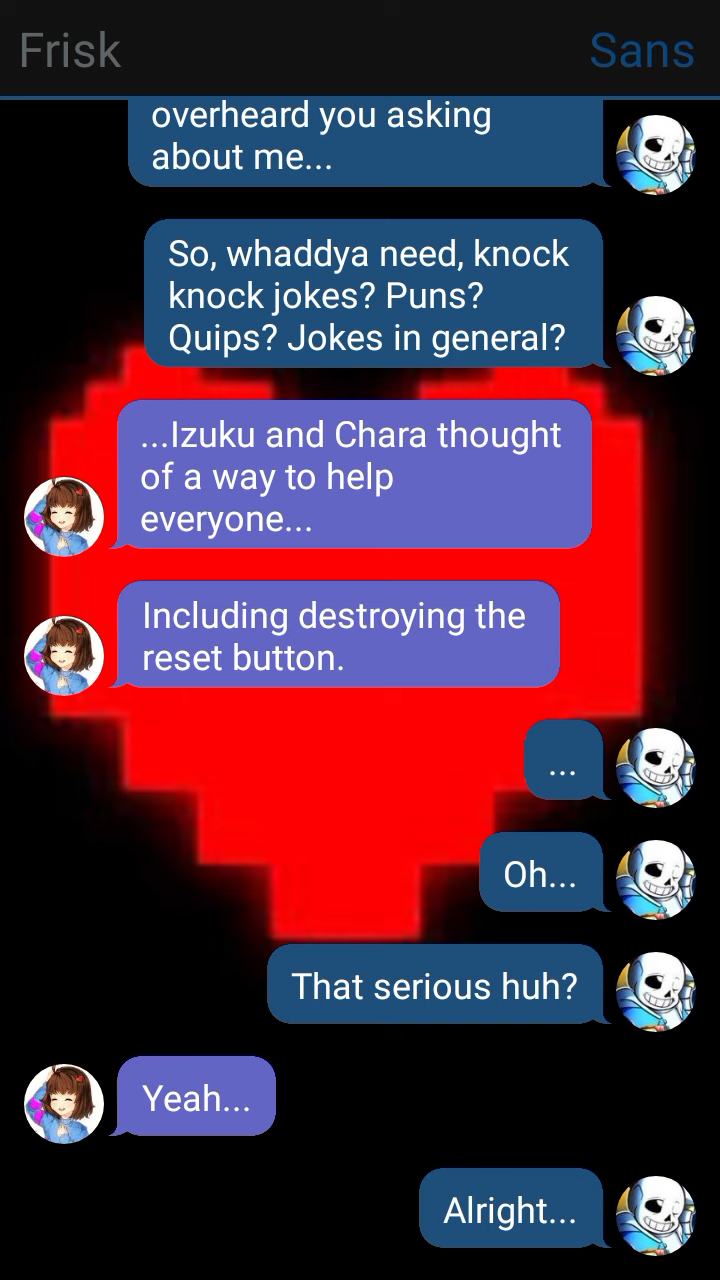 Frisk Sans
overheard you asking
about me...
So, whaddya need, knock
knock jokes? Puns?
Quips? Jokes in general?
...Izuku and Chara thought
of a way to help
everyone...
Including destroying the
reset button.
...
Oh...
That serious huh?
Yeah...
Alright...